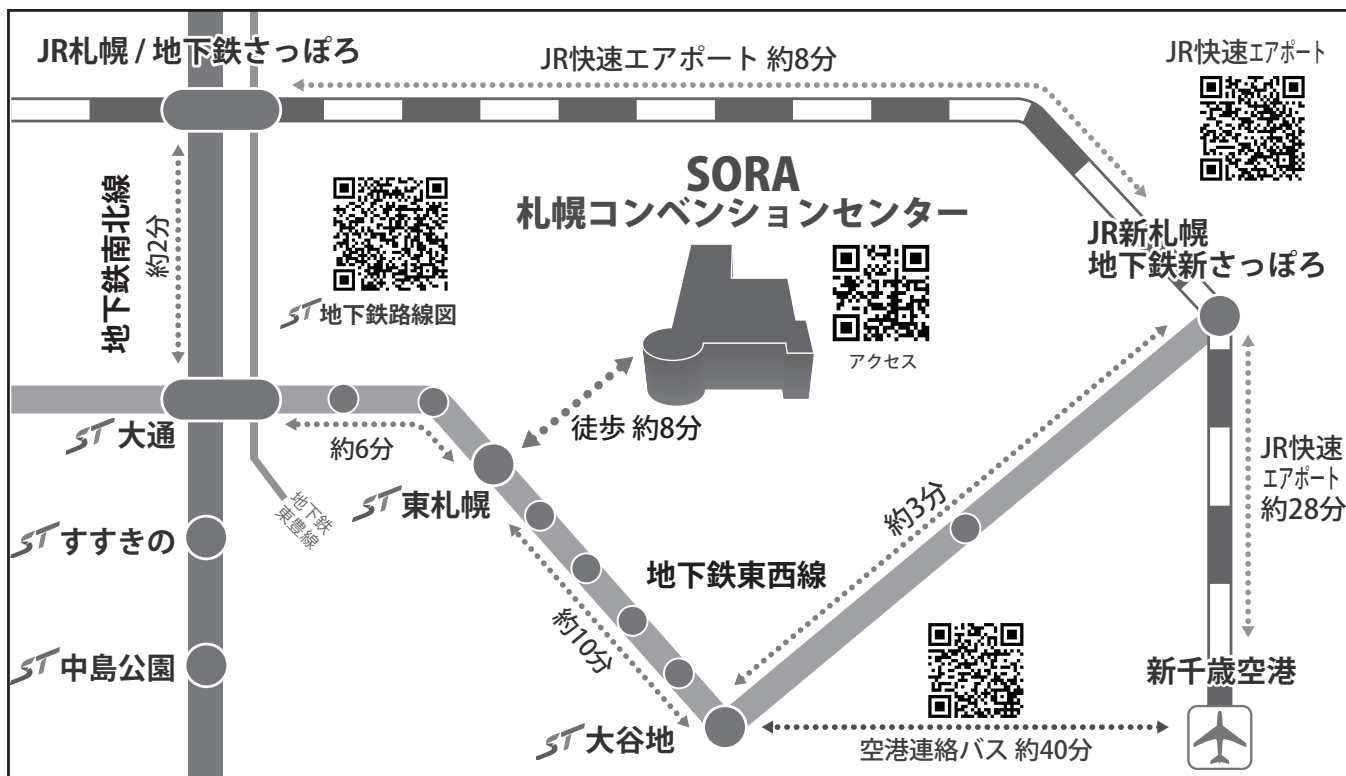 JR札幌 / 地下鉄さっぽろ
JR快速エアポート 約8分
JR快速エアポート
SORA
札幌コンベンションセンター
地下鉄南北線
約2分
ST 地下鉄路線図
アクセス
JR新札幌
地下鉄新さっぽろ
徒歩 約8分
ST 大通
約6分
ST 東札幌
地下鉄
東豊線
JR快速
エアポート
約28分
約3分
ST すすきの
地下鉄東西線
約10分
ST 中島公園
新千歳空港
ST 大谷地
空港連絡バス 約40分